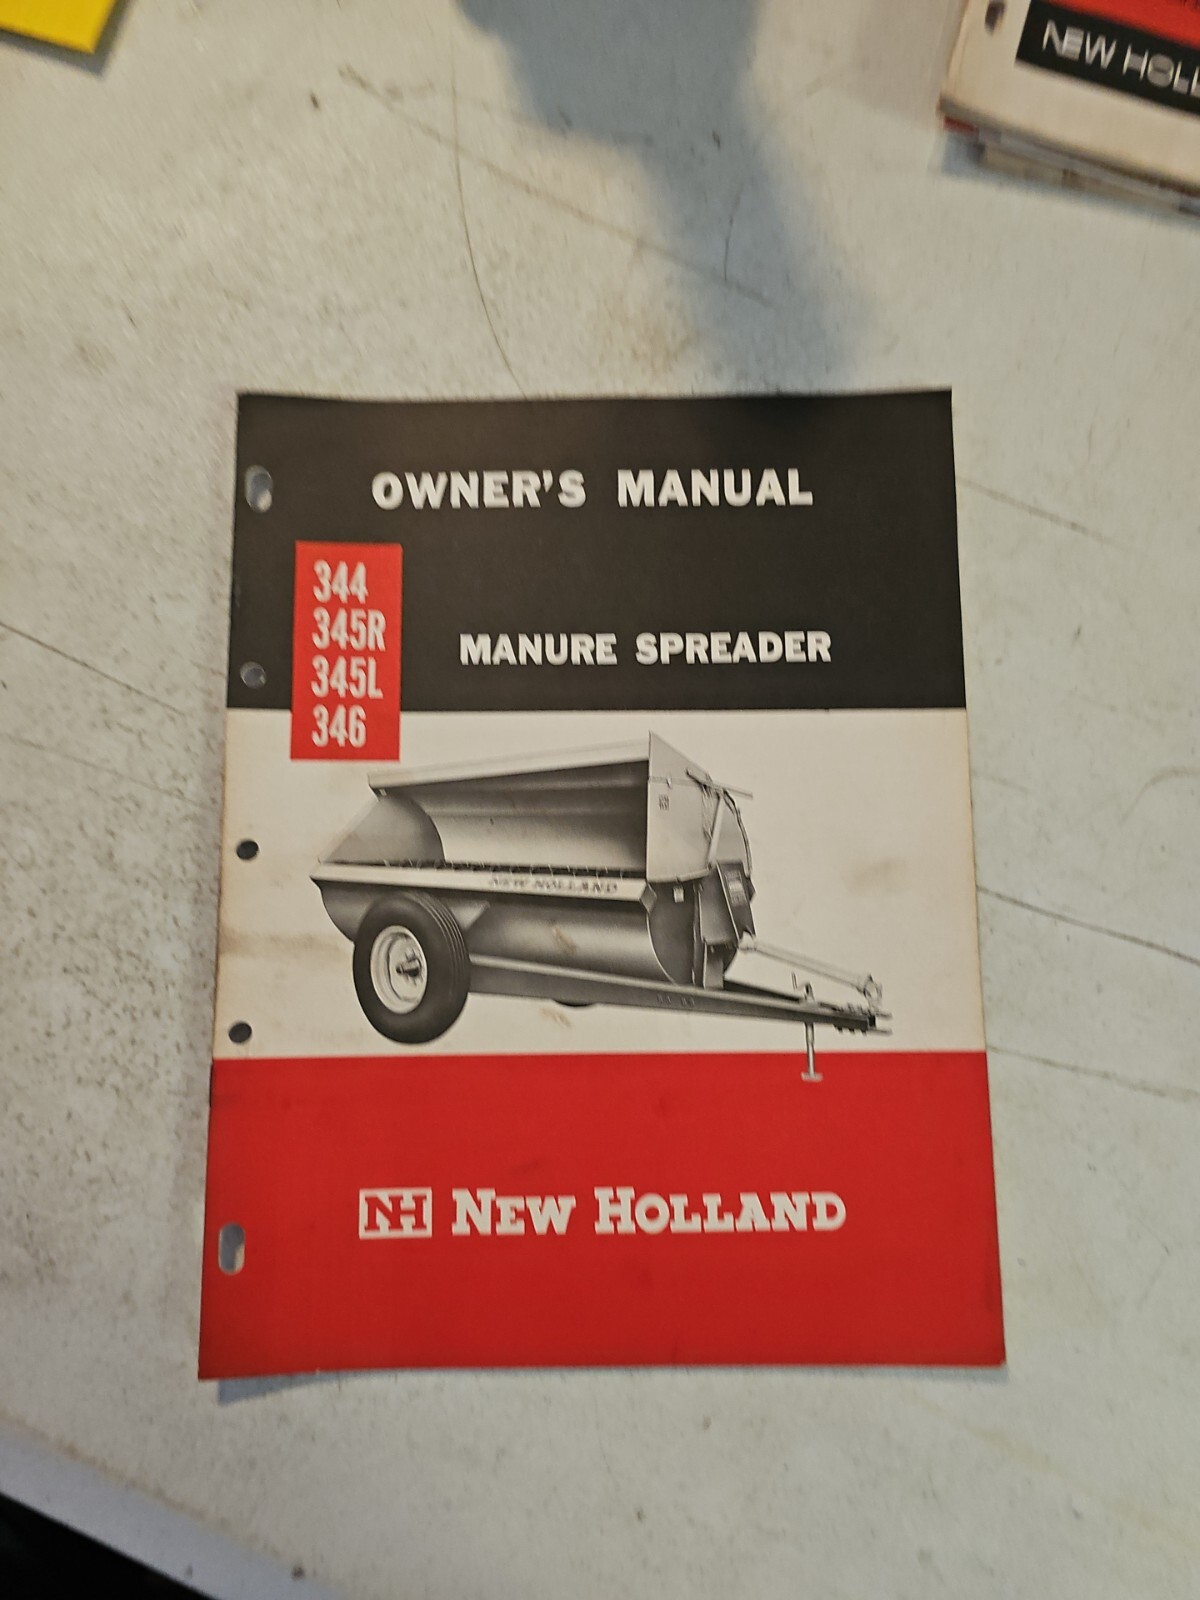 NEW HOLL
OWNER'S MANUAL
344
345R
345L
346
MANURE SPREADER
NEW HOLLAND
NH NEW HOLLAND